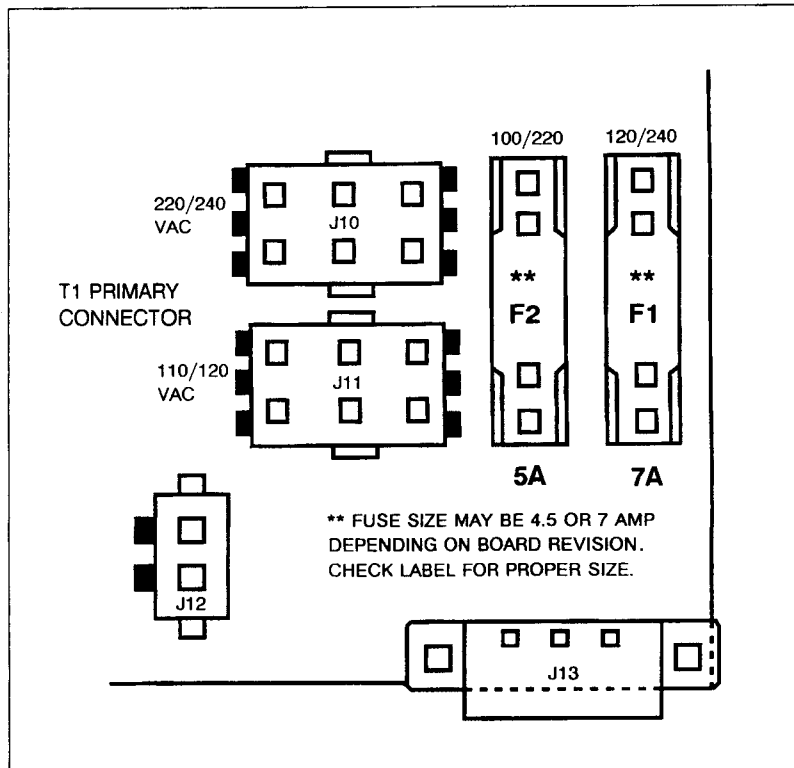 100/220
120/240
220/240
VAC
J10
**
F2
**
F1
T1 PRIMARY
CONNECTOR
110/120
VAC
J11
5A
7A
** FUSE SIZE MAY BE 4.5 OR 7 AMP
DEPENDING ON BOARD REVISION.
CHECK LABEL FOR PROPER SIZE.
J12
J13